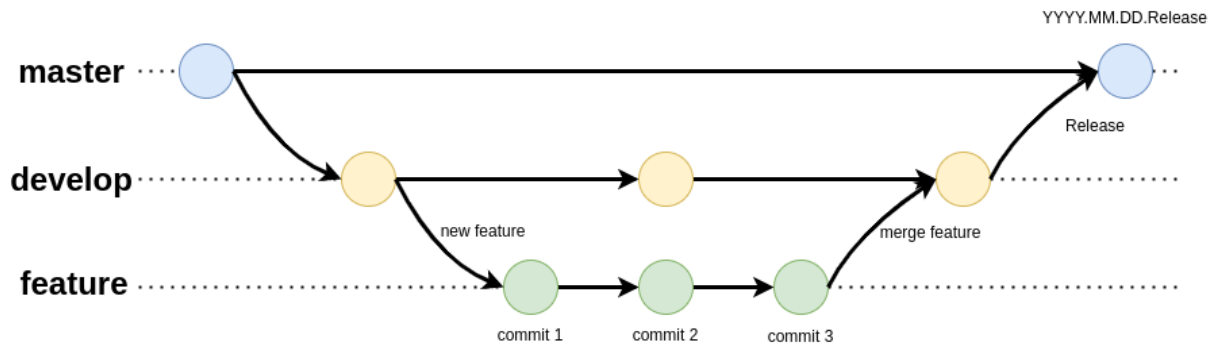 YYYY.MM.DD.Release
master
Release
develop
new feature
merge feature
feature
commit 1
commit 2
commit 3